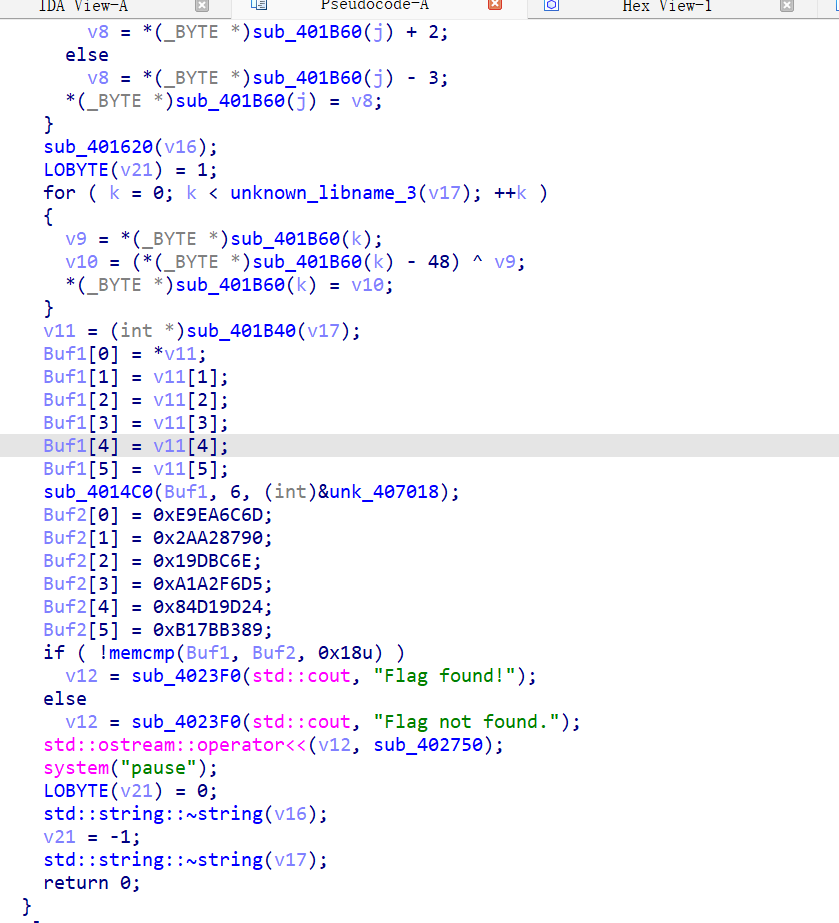 IDA View-A Pseudocode-A Hex View-1
v8 = *(_BYTE *)sub_401B60(j) + 2;
else
v8 = *(_BYTE *)sub_401B60(j) - 3;
*(_BYTE *)sub_401B60(j) = v8;
}
sub_401620(v16);
LOBYTE(v21) = 1;
for ( k = 0; k < unknown_libname_3(v17); ++k )
{
v9 = *(_BYTE *)sub_401B60(k);
v10 = (*(_BYTE *)sub_401B60(k) - 48) ^ v9;
*(_BYTE *)sub_401B60(k) = v10;
}
v11 = (int *)sub_401B40(v17);
Buf1[0] = *v11;
Buf1[1] = v11[1];
Buf1[2] = v11[2];
Buf1[3] = v11[3];
Buf1[4] = v11[4];
Buf1[5] = v11[5];
sub_4014C0(Buf1, 6, (int)&unk_407018);
Buf2[0] = 0xE9EA6C6D;
Buf2[1] = 0x2AA28790;
Buf2[2] = 0x19DBC6E;
Buf2[3] = 0xA1A2F6D5;
Buf2[4] = 0x84D19D24;
Buf2[5] = 0xB17BB389;
if ( !memcmp(Buf1, Buf2, 0x18u) )
v12 = sub_4023F0(std::cout, "Flag found!");
else
v12 = sub_4023F0(std::cout, "Flag not found.");
std::ostream::operator<<(v12, sub_402750);
system("pause");
LOBYTE(v21) = 0;
std::string::~string(v16);
v21 = -1;
std::string::~string(v17);
return 0;
}